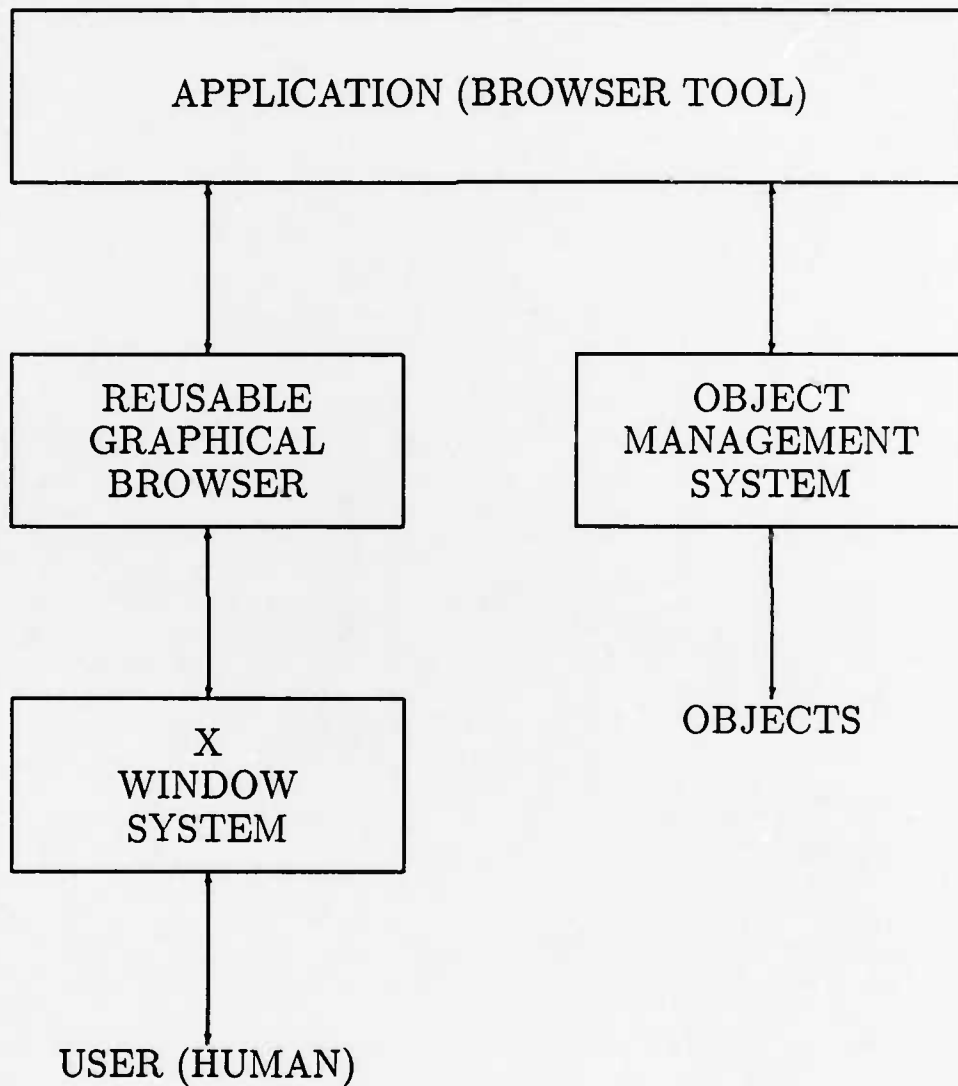 APPLICATION (BROWSER TOOL)
REUSABLE
GRAPHICAL
BROWSER
OBJECT
MANAGEMENT
SYSTEM
X
WINDOW
SYSTEM
OBJECTS
USER (HUMAN)